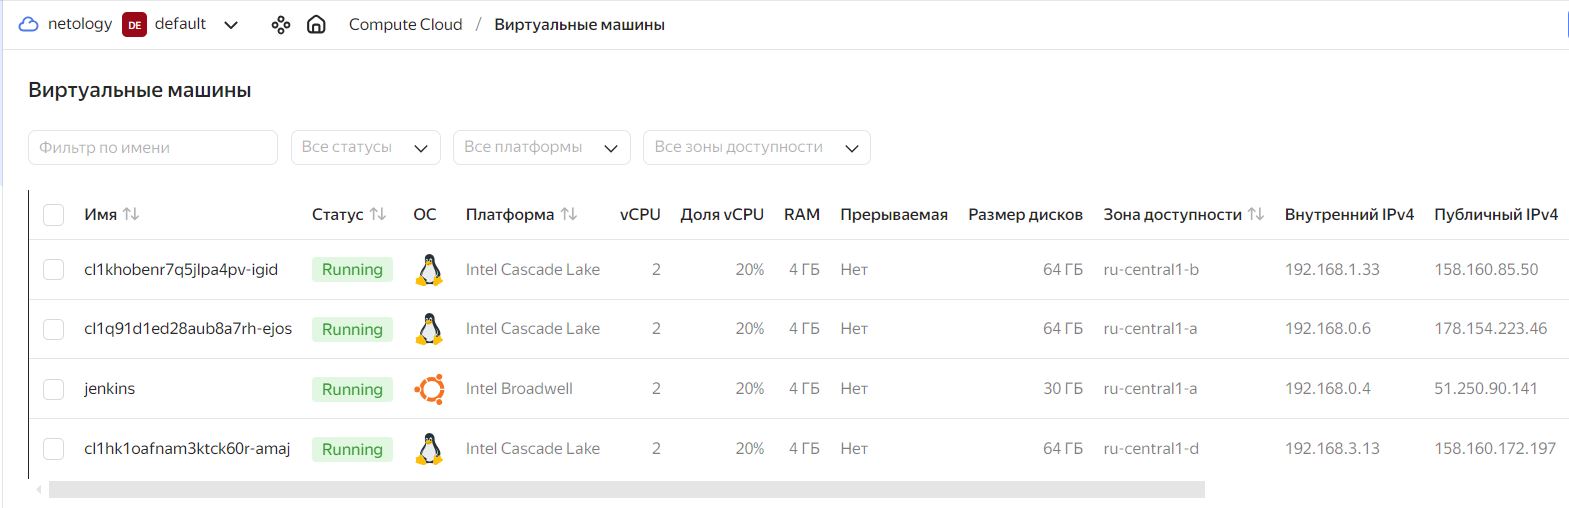 netology DE default Compute Cloud / Виртуальные машины
Виртуальные машины
Фильтр по имени Все статусы Все платформы Все зоны доступности
Имя Статус ОС Платформа vCPU Доля vCPU RAM Прерываемая Размер дисков Зона доступности Внутренний IPv4 Публичный IPv4
cl1khobenr7q5jlpa4pv-igid Running Intel Cascade Lake 2 20% 4 ГБ Нет 64 ГБ ru-central1-b 192.168.1.33 158.160.85.50
cl1q91d1ed28aub8a7rh-ejos Running Intel Cascade Lake 2 20% 4 ГБ Нет 64 ГБ ru-central1-a 192.168.0.6 178.154.223.46
jenkins Running Intel Broadwell 2 20% 4 ГБ Нет 30 ГБ ru-central1-a 192.168.0.4 51.250.90.141
cl1hk1oafnam3ktck60r-amaj Running Intel Cascade Lake 2 20% 4 ГБ Нет 64 ГБ ru-central1-d 192.168.3.13 158.160.172.197